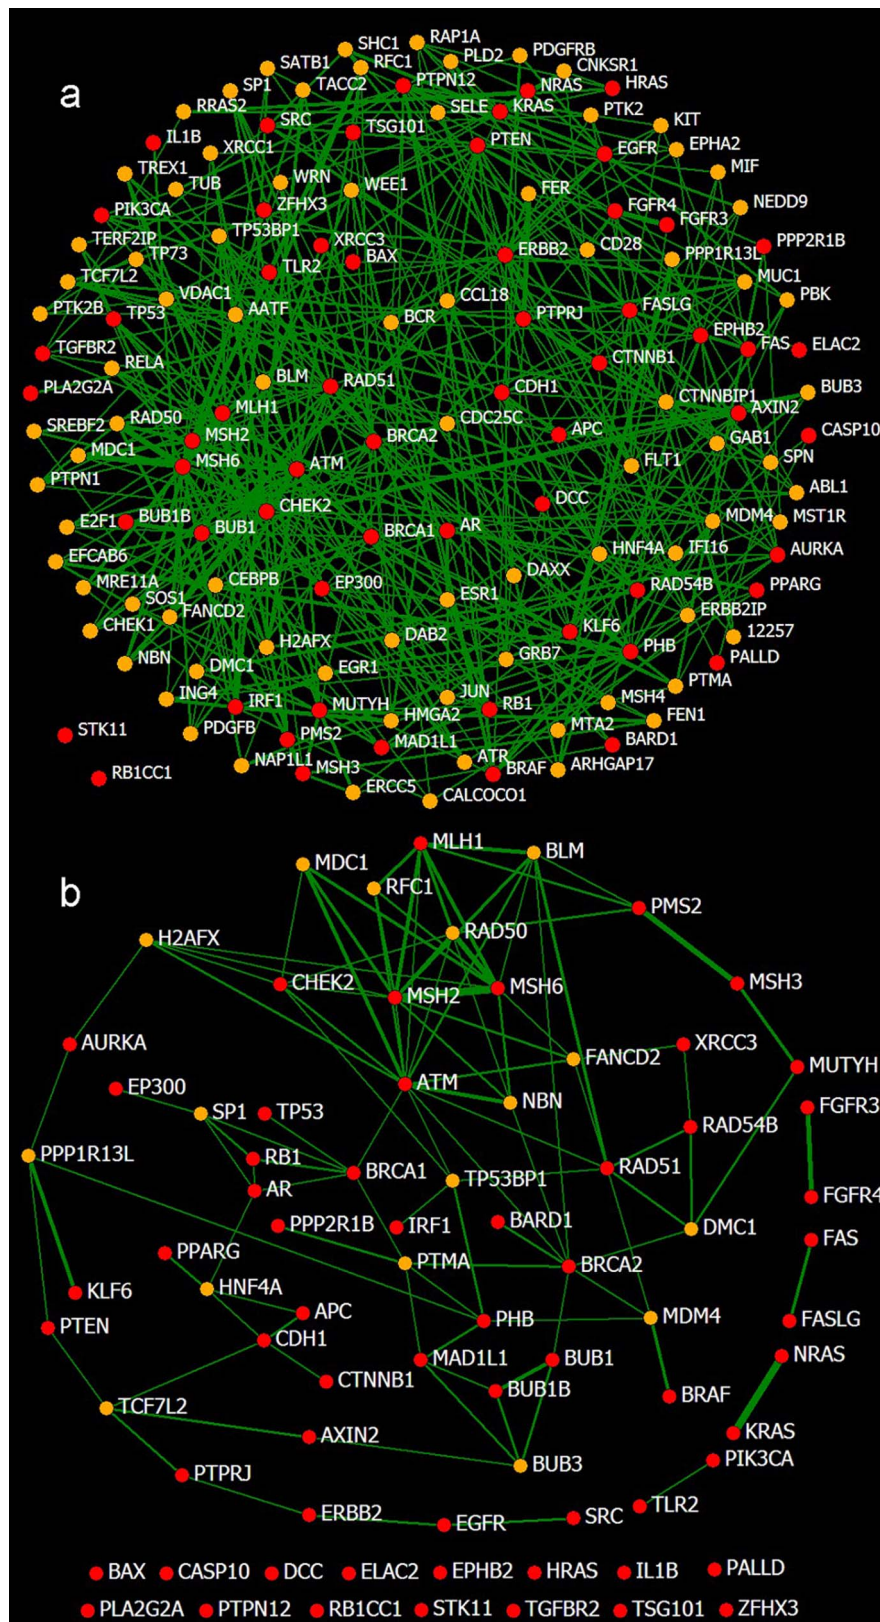 a
SHC1
RAP1A
SATB1
RFC1
PLD2
PDGFRB
SP1
TACC2
PTPN12
CNKSR1
NRAS
HRAS
RRAS2
SELE
KRAS
SRC
TSG101
PTK2
KIT
IL1B
XRCC1
PTEN
EGFR
EPHA2
TREX1
TUB
WRN
WEE1
MIF
PIK3CA
ZFHX3
FER
FGFR4
NEDD9
TERF2IP
TP53BP1
XRCC3
FGFR3
TP73
BAX
ERBB2
CD28
PPP1R13L
PPP2R1B
TCF7L2
TLR2
MUC1
PTK2B
VDAC1
AATF
CCL18
PBK
TP53
BCR
PTPRJ
FASLG
TGFBR2
EPHB2
RELA
CTNNB1
FAS
ELAC2
PLA2G2A
BLM
RAD51
CDH1
CTNNBIP1
BUB3
MLH1
AXIN2
SREBF2
RAD50
MSH2
BRCA2
CDC25C
APC
GAB1
CASP10
MDC1
MSH6
ATM
FLT1
SPN
PTPN1
CHEK2
DCC
ABL1
E2F1
BUB1B
BUB1
BRCA1
AR
MDM4
MST1R
EFCAB6
HNF4A
IFI16
AURKA
MRE11A
CEBPB
EP300
DAXX
RAD54B
PPARG
SOS1
FANCD2
ESR1
ERBB2IP
CHEK1
H2AFX
DAB2
KLF6
12257
NBN
DMC1
EGR1
GRB7
PHB
PALLD
ING4
IRF1
MUTYH
JUN
MSH4
PTMA
STK11
PDGFB
PMS2
HMGA2
RB1
MTA2
FEN1
MAD1L1
BARD1
RB1CC1
NAP1L1
MSH3
ATR
BRAF
ARHGAP17
ERCC5
CALCOCO1
b
MLH1
MDC1
BLM
RFC1
PMS2
H2AFX
RAD50
CHEK2
MSH2
MSH6
MSH3
AURKA
FANCD2
XRCC3
EP300
ATM
NBN
MUTYH
SP1
TP53
FGFR3
PPP1R13L
RB1
BRCA1
TP53BP1
RAD51
RAD54B
AR
FGFR4
PPP2R1B
IRF1
BARD1
DMC1
PPARG
PTMA
BRCA2
FAS
KLF6
HNF4A
APC
PHB
MDM4
FASLG
PTEN
CDH1
MAD1L1
BUB1
NRAS
CTNNB1
BUB1B
BRAF
TCF7L2
AXIN2
KRAS
PTPRJ
BUB3
PIK3CA
ERBB2
EGFR
SRC
TLR2
BAX CASP10 DCC ELAC2 EPHB2 HRAS IL1B PALLD
PLA2G2A PTPN12 RB1CC1 STK11 TGFBR2 TSG101 ZFHX3